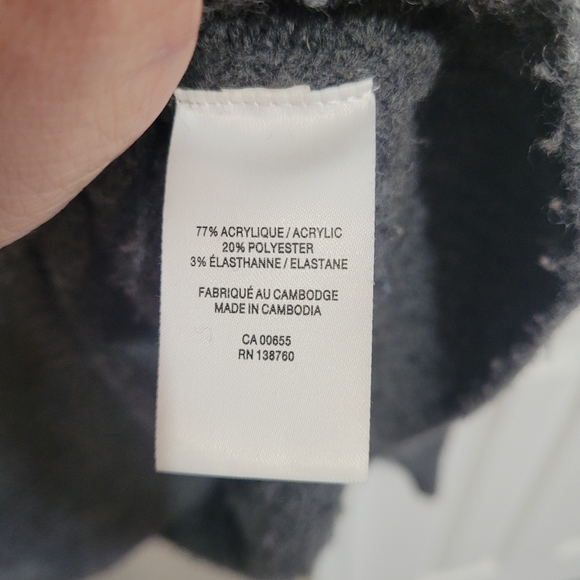 77% ACRYLIQUE / ACRYLIC
20% POLYESTER
3% ÉLASTHANNE / ELASTANE
FABRIQUÉ AU CAMBODGE
MADE IN CAMBODIA
CA 00655
RN 138760